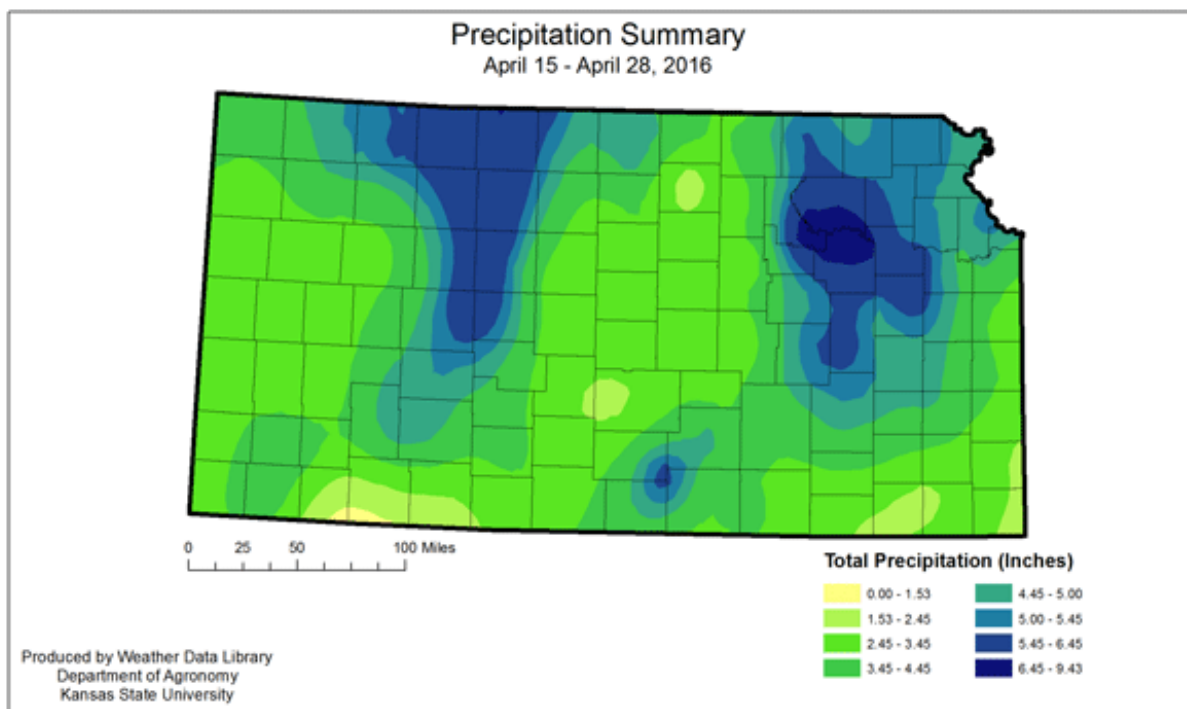 Precipitation Summary
April 15 - April 28, 2016
0 25 50 100 Miles
Total Precipitation (Inches)
0.00 - 1.53
1.53 - 2.45
2.45 - 3.45
3.45 - 4.45
4.45 - 5.00
5.00 - 5.45
5.45 - 6.45
6.45 - 9.43
Produced by Weather Data Library
Department of Agronomy
Kansas State University